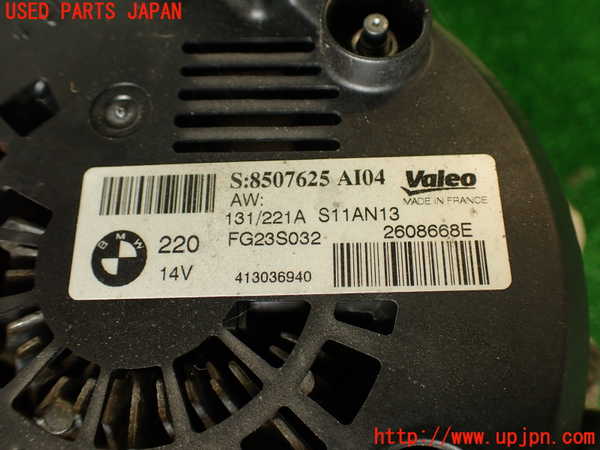 USED PARTS JAPAN
S:8507625 AI04
Valeo
MADE IN FRANCE
AW:
131/221A S11AN13
BMW
220
FG23S032
2608668E
14V
413036940
http://www.upjpn.com/